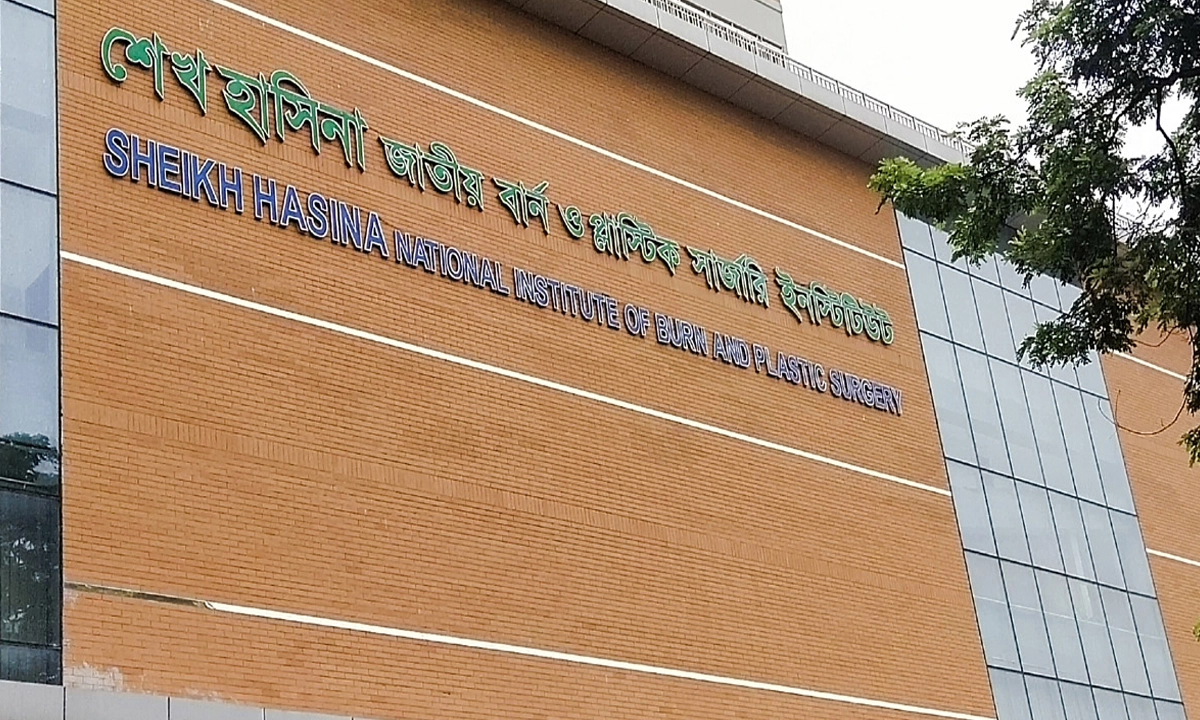 শেখ হাসিনা জাতীয় বার্ন ও প্লাস্টিক সার্জারি ইনস্টিটিউট
SHEIKH HASINA NATIONAL INSTITUTE OF BURN AND PLASTIC SURGERY